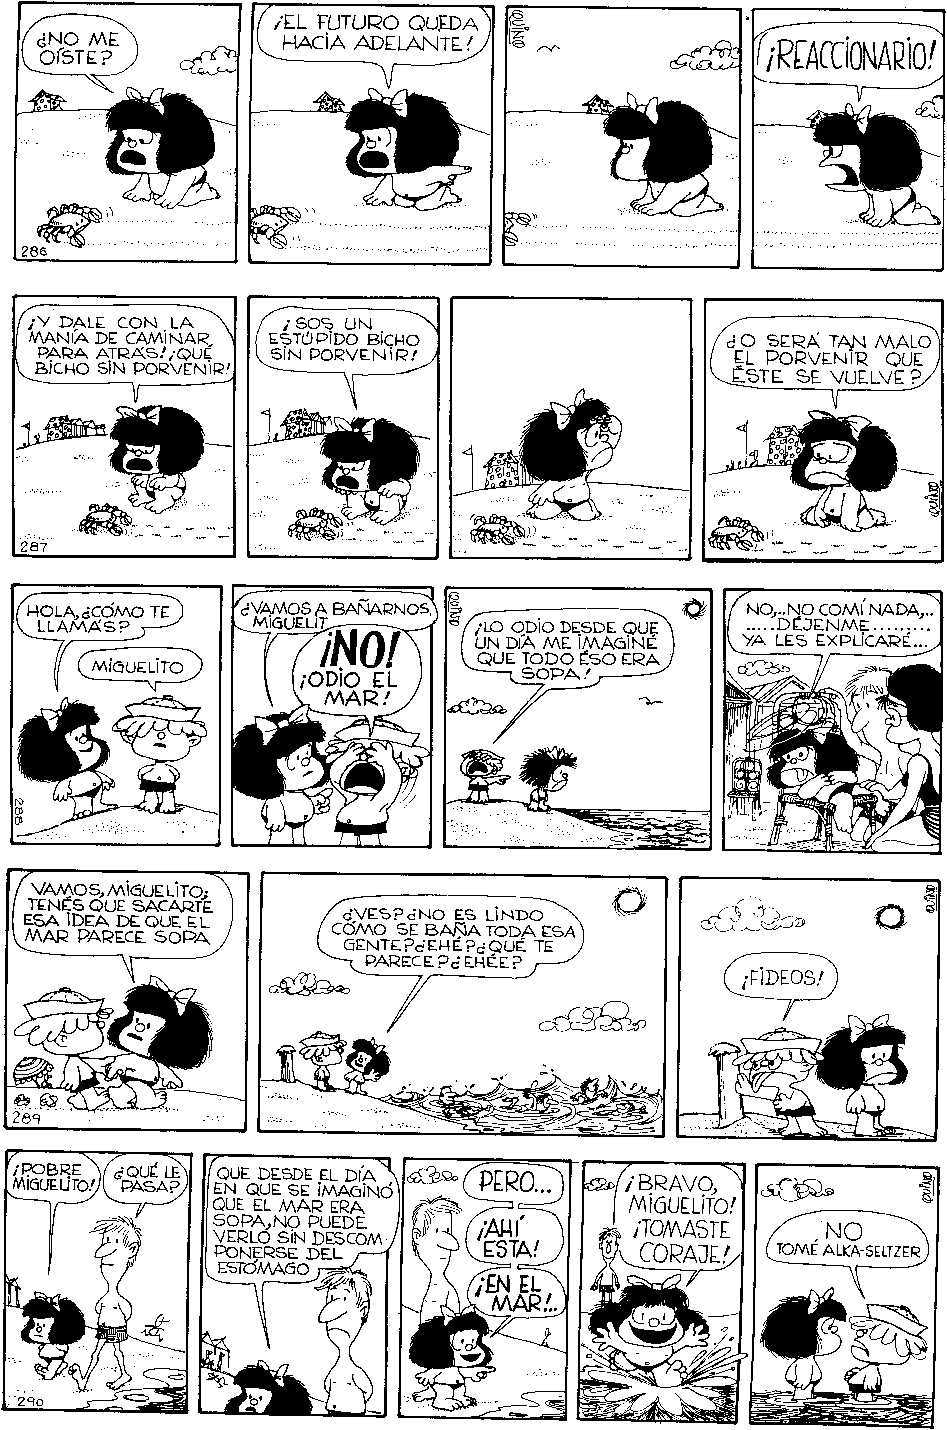 ¿NO ME
OÍSTE?
286
¡EL FUTURO QUEDA
HACIA ADELANTE!
QUINO
¡REACCIONARIO!
¡Y DALE CON LA
MANÍA DE CAMINAR
PARA ATRÁS! ¡QUÉ
BICHO SIN PORVENIR!
287
¡SOS UN
ESTÚPIDO BICHO
SIN PORVENIR!
¿O SERÁ TAN MALO
EL PORVENIR QUE
ÉSTE SE VUELVE?
QUINO
HOLA, ¿CÓMO TE
LLAMÁS?
MIGUELITO
288
¿VAMOS A BAÑARNOS,
MIGUELIT
¡NO!
¡ODIO EL
MAR!
QUINO
¡LO ODIO DESDE QUE
UN DÍA ME IMAGINÉ
QUE TODO ÉSO ERA
SOPA!
NO,..NO COMÍ NADA,..
.....DÉJENME........
YA LES EXPLICARÉ...
VAMOS, MIGUELITO;
TENÉS QUE SACARTE
ESA IDEA DE QUE EL
MAR PARECE SOPA
289
¿VES? ¿NO ES LINDO
CÓMO SE BAÑA TODA ESA
GENTE? ¿EHÉ? ¿QUÉ TE
PARECE? ¿EHÉE?
QUINO
¡FIDEOS!
¡POBRE
MIGUELITO!
¿QUÉ LE
PASA?
290
QUE DESDE EL DÍA
EN QUE SE IMAGINÓ
QUE EL MAR ERA
SOPA, NO PUEDE
VERLO SIN DESCOM
PONERSE DEL
ESTÓMAGO
PERO...
¡AHÍ
ESTA!
¡EN EL
MAR!..
¡BRAVO,
MIGUELITO!
¡TOMASTE
CORAJE!
QUINO
NO
TOMÉ ALKA-SELTZER